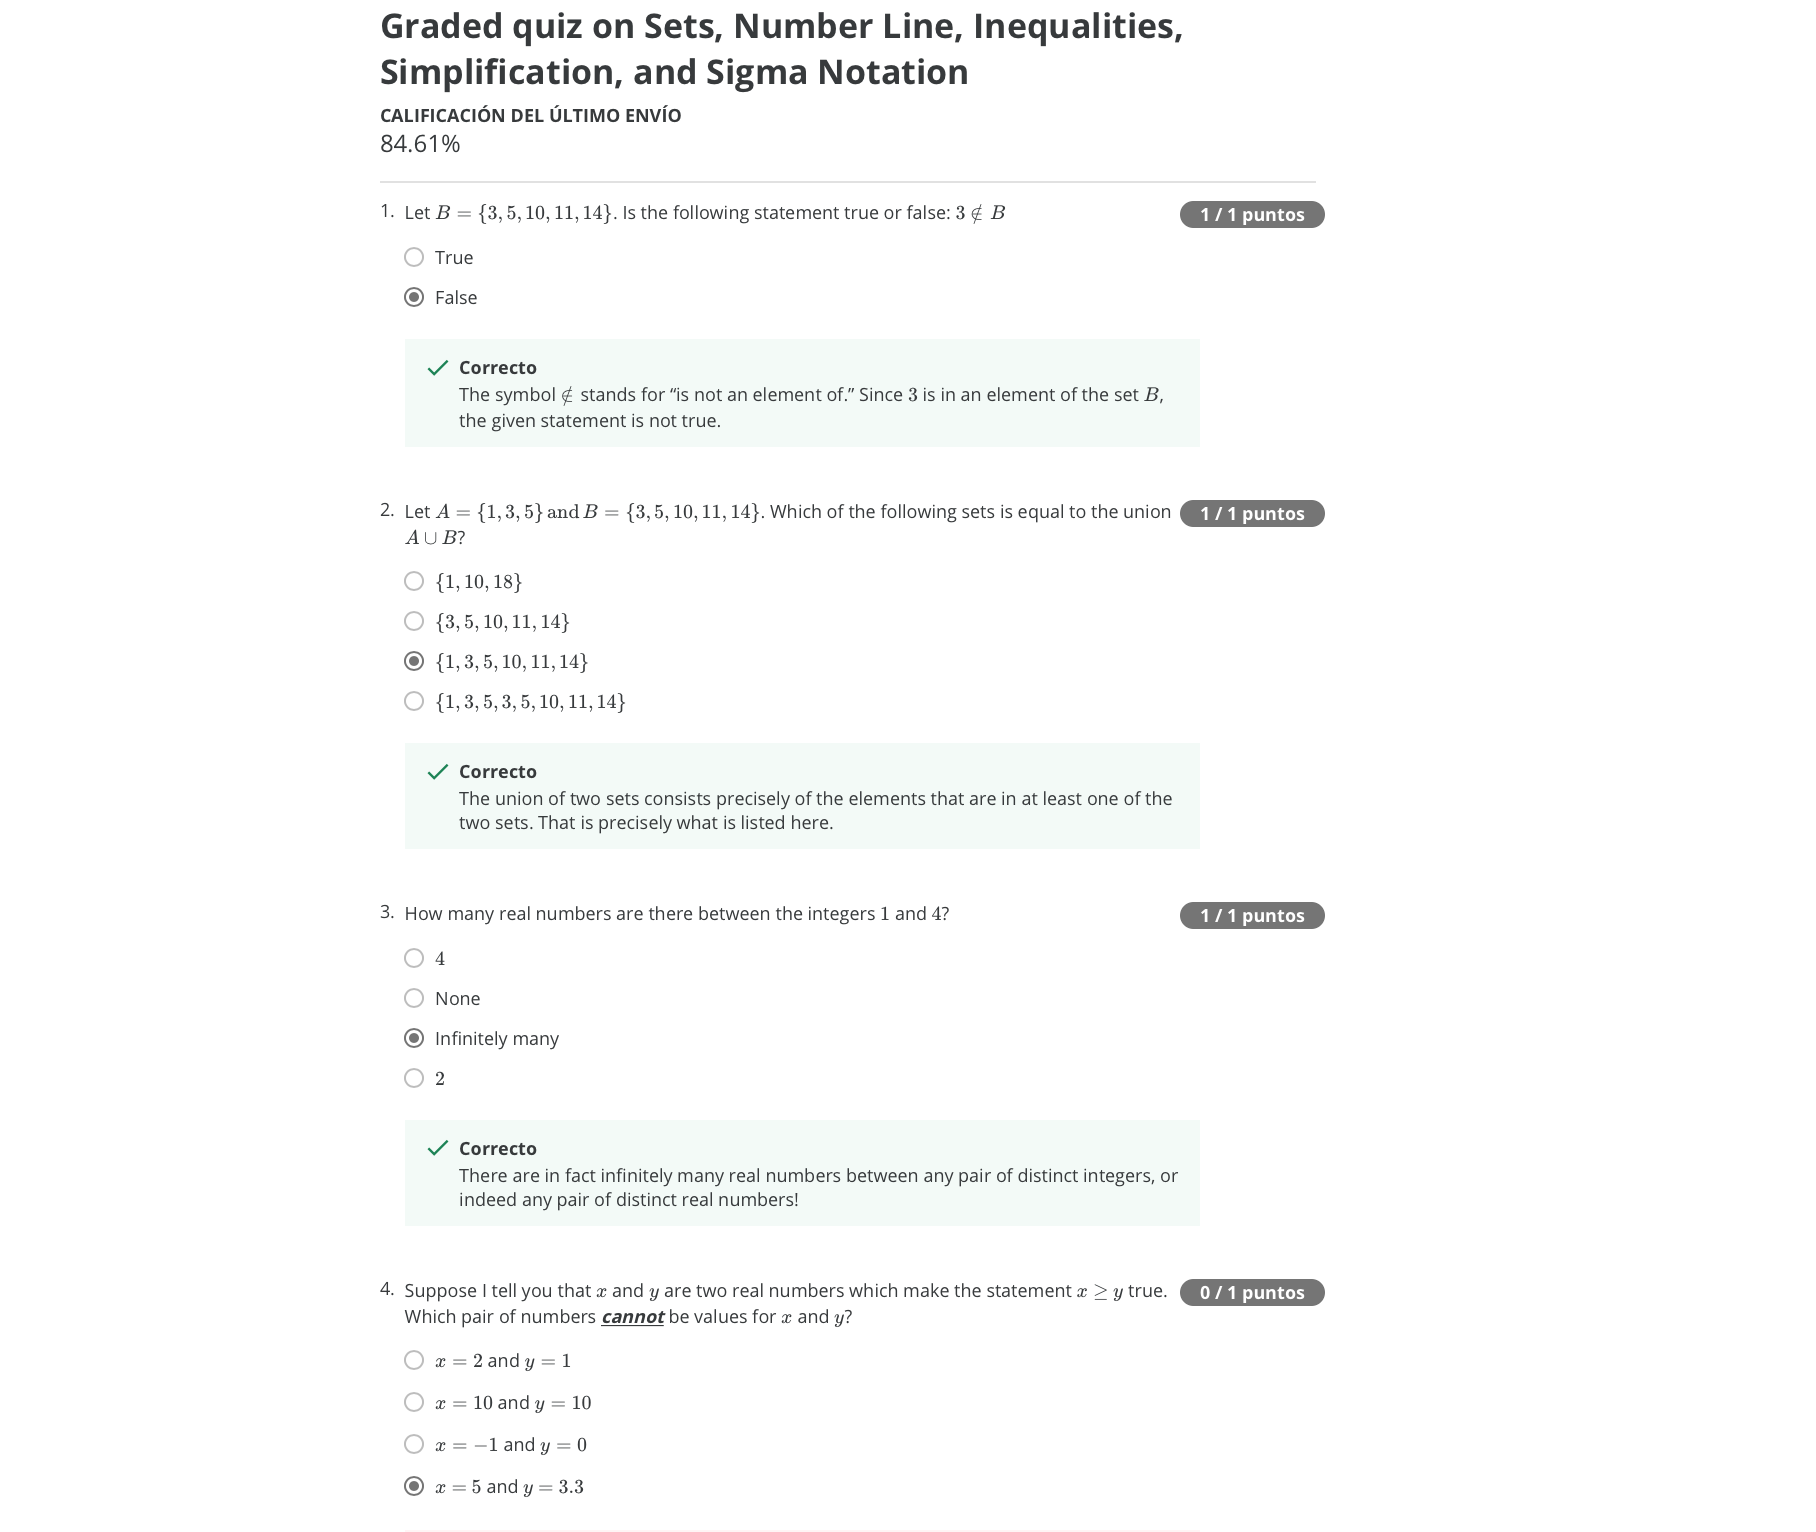 Graded quiz on Sets, Number Line, Inequalities,
Simplification, and Sigma Notation
CALIFICACIÓN DEL ÚLTIMO ENVÍO
84.61%
1. Let B = {3, 5, 10, 11, 14}. Is the following statement true or false: 3 ∉ B
1 / 1 puntos
True
False
Correcto
The symbol ∉ stands for “is not an element of.” Since 3 is in an element of the set B,
the given statement is not true.
2. Let A = {1, 3, 5} and B = {3, 5, 10, 11, 14}. Which of the following sets is equal to the union
1 / 1 puntos
A ∪ B?
{1, 10, 18}
{3, 5, 10, 11, 14}
{1, 3, 5, 10, 11, 14}
{1, 3, 5, 3, 5, 10, 11, 14}
Correcto
The union of two sets consists precisely of the elements that are in at least one of the
two sets. That is precisely what is listed here.
3. How many real numbers are there between the integers 1 and 4?
1 / 1 puntos
4
None
Infinitely many
2
Correcto
There are in fact infinitely many real numbers between any pair of distinct integers, or
indeed any pair of distinct real numbers!
4. Suppose I tell you that x and y are two real numbers which make the statement x ≥ y true.
0 / 1 puntos
Which pair of numbers cannot be values for x and y?
x = 2 and y = 1
x = 10 and y = 10
x = −1 and y = 0
x = 5 and y = 3.3